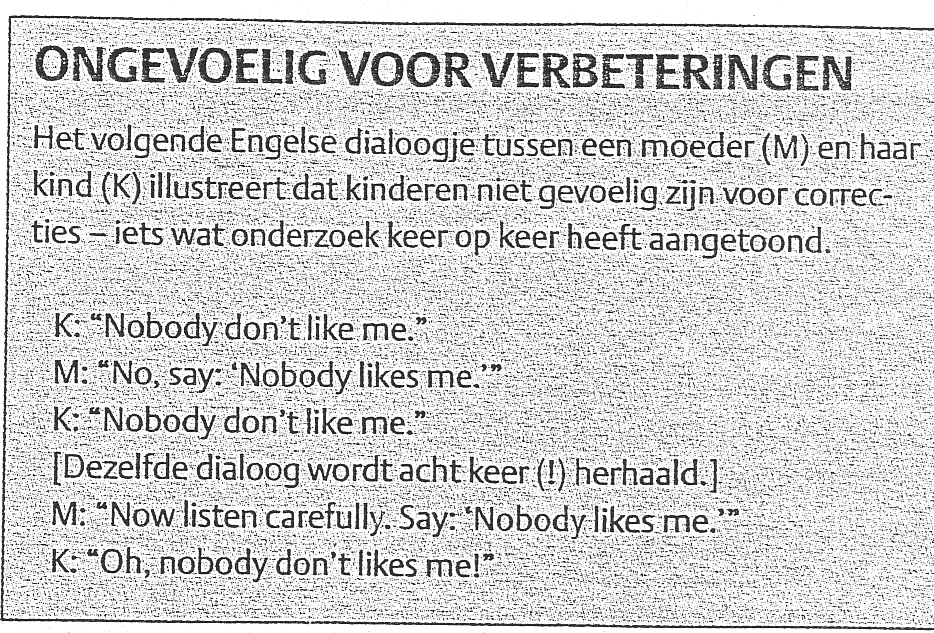 ONGEVOELIG VOOR VERBETERINGEN
Het volgende Engelse dialoogje tussen een moeder (M) en haar
kind (K) illustreert dat kinderen niet gevoelig zijn voor correc-
ties – iets wat onderzoek keer op keer heeft aangetoond.
K: “Nobody don't like me.”
M: “No, say: ‘Nobody likes me.’”
K: “Nobody don't like me.”
[Dezelfde dialoog wordt acht keer (!) herhaald.]
M: “Now listen carefully. Say: ‘Nobody likes me.’”
K: “Oh, nobody don't likes me!”